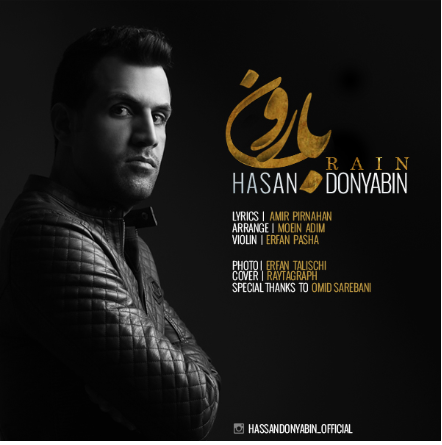 بارون
RAIN
HASAN DONYABIN
LYRICS | AMIR PIRNAHAN
ARRANGE | MOEIN ADIM
VIOLIN | ERFAN PASHA
PHOTO | ERFAN TALISCHI
COVER | RAYTAGRAPH
SPECIAL THANKS TO OMID SAREBANI
HASSANDONYABIN_OFFICIAL